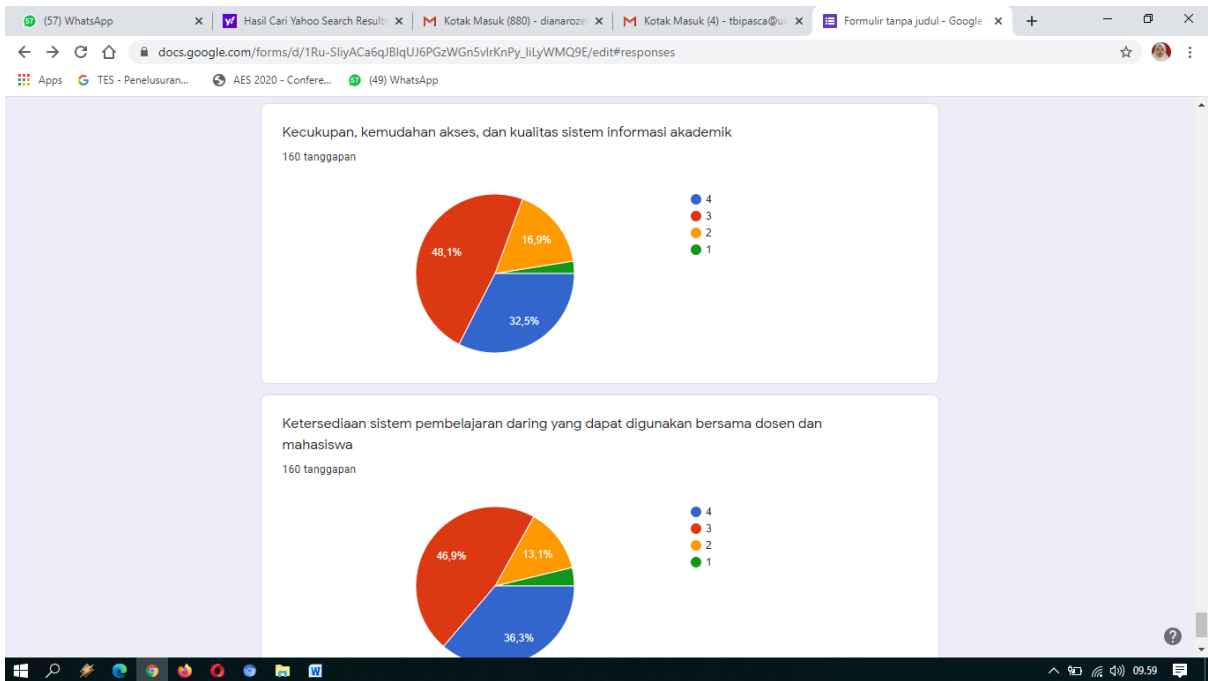 (57) WhatsApp
Hasil Cari Yahoo Search Results
Kotak Masuk (880) - dianaroze
Kotak Masuk (4) - tbipasca@ui
Formulir tanpa judul - Google
docs.google.com/forms/d/1Ru-SIiyACa6qJBlqUJ6PGzWGn5vIrKnPy_IiLyWMQ9E/edit#responses
Apps
TES - Penelusuran...
AES 2020 - Confere...
(49) WhatsApp
Kecukupan, kemudahan akses, dan kualitas sistem informasi akademik
160 tanggapan
4
3
2
1
48,1%
16,9%
32,5%
Ketersediaan sistem pembelajaran daring yang dapat digunakan bersama dosen dan
mahasiswa
160 tanggapan
4
3
2
1
46,9%
13,1%
36,3%
09.59